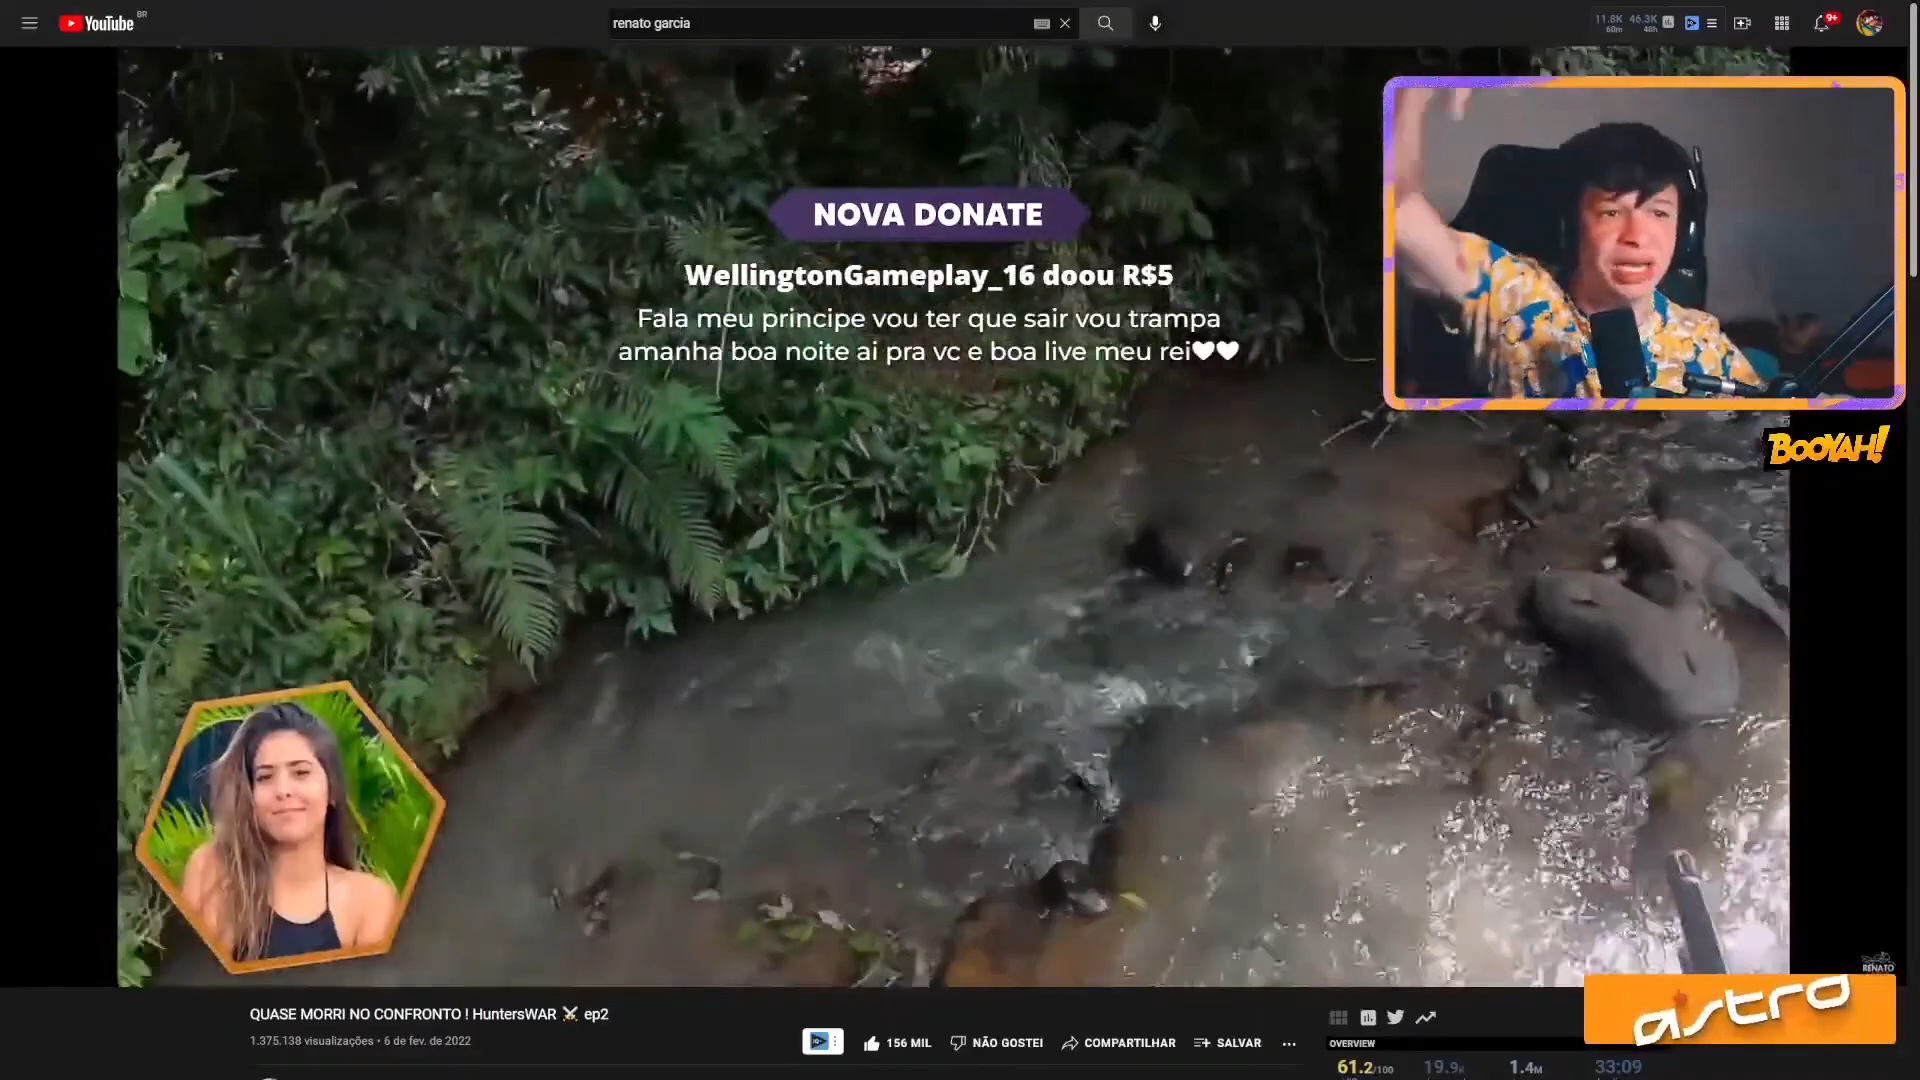 YouTube BR
renato garcia
11.8K 46.3K
60m 48h
9+
NOVA DONATE
WellingtonGameplay_16 doou R$5
Fala meu principe vou ter que sair vou trampa
amanha boa noite ai pra vc e boa live meu rei🤍🤍
BOOYAH!
RENATO
astro
QUASE MORRI NO CONFRONTO ! HuntersWAR ⚔️ ep2
1.375.138 visualizações • 6 de fev. de 2022
156 MIL NÃO GOSTEI COMPARTILHAR SALVAR
OVERVIEW
61.2/100 19.9K 1.4M 33:09